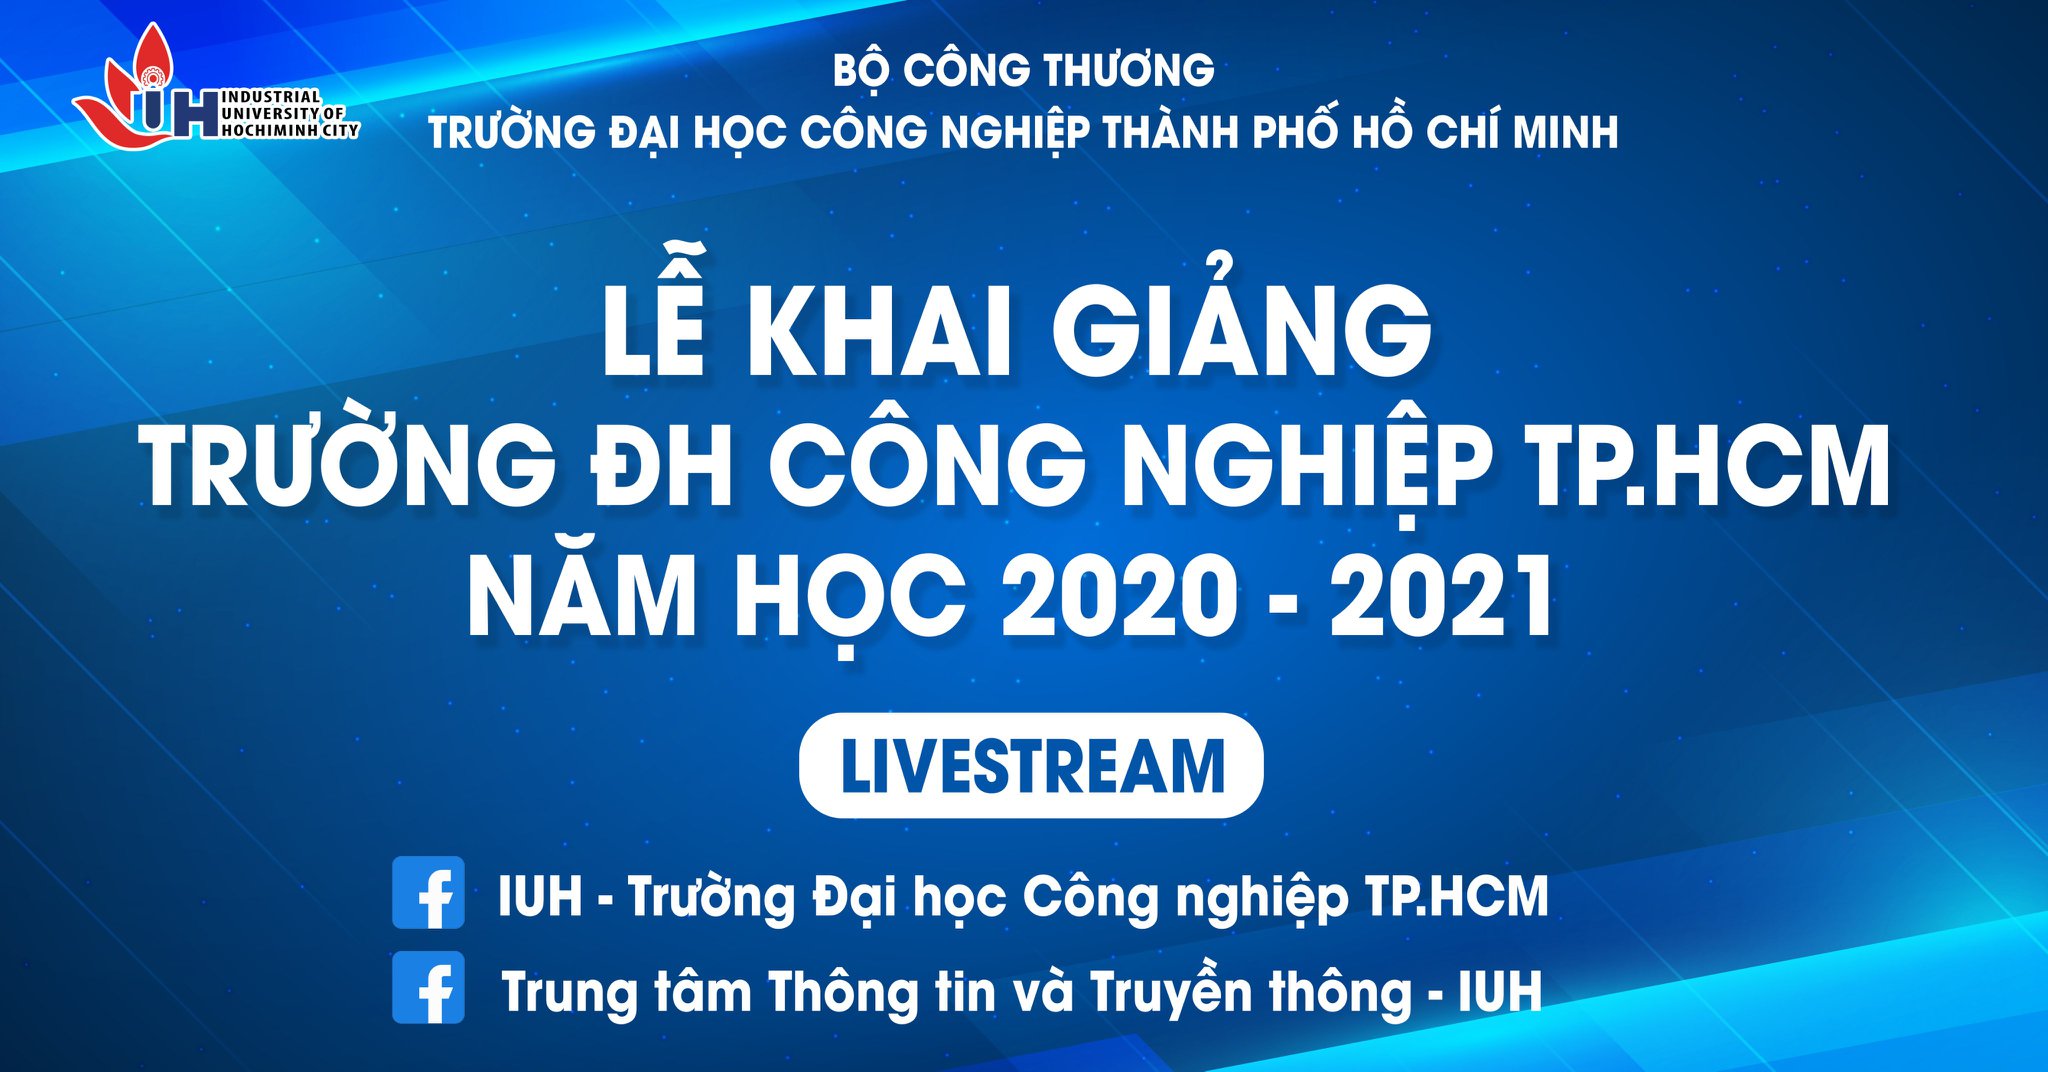 IUH INDUSTRIAL
UNIVERSITY OF
HOCHIMINH CITY
BỘ CÔNG THƯƠNG
TRƯỜNG ĐẠI HỌC CÔNG NGHIỆP THÀNH PHỐ HỒ CHÍ MINH
LỄ KHAI GIẢNG
TRƯỜNG ĐH CÔNG NGHIỆP TP.HCM
NĂM HỌC 2020 - 2021
LIVESTREAM
IUH - Trường Đại học Công nghiệp TP.HCM
Trung tâm Thông tin và Truyền thông - IUH